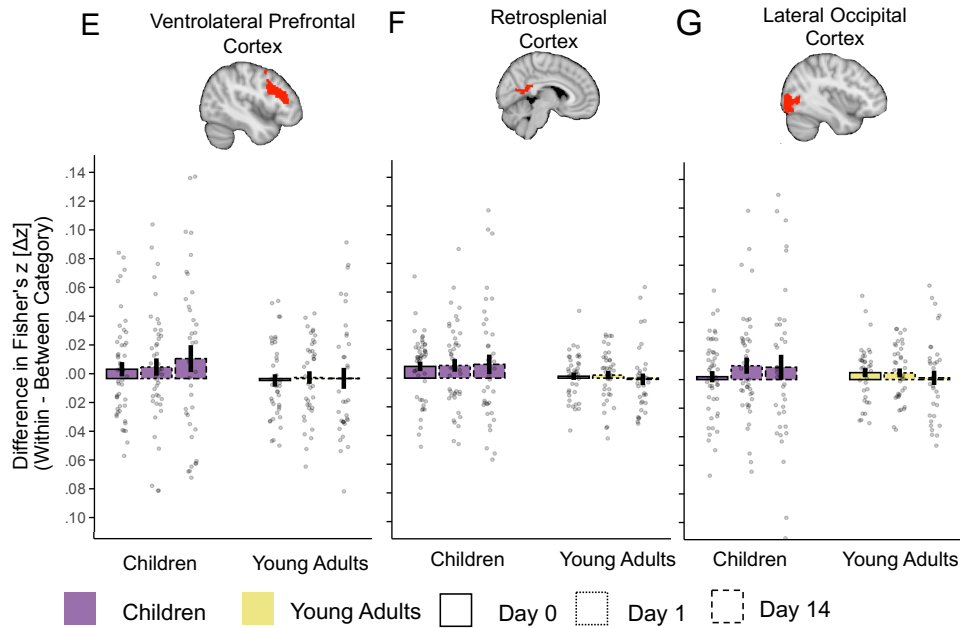 E
Ventrolateral Prefrontal
Cortex
F
Retrosplenial
Cortex
G
Lateral Occipital
Cortex
Difference in Fisher's z [Δz]
(Within - Between Category)
.14
.12
.10
.08
.06
.04
.02
.00
.02
.04
.06
.08
.10
Children
Young Adults
Children
Young Adults
Children
Young Adults
Children
Young Adults
Day 0
Day 1
Day 14